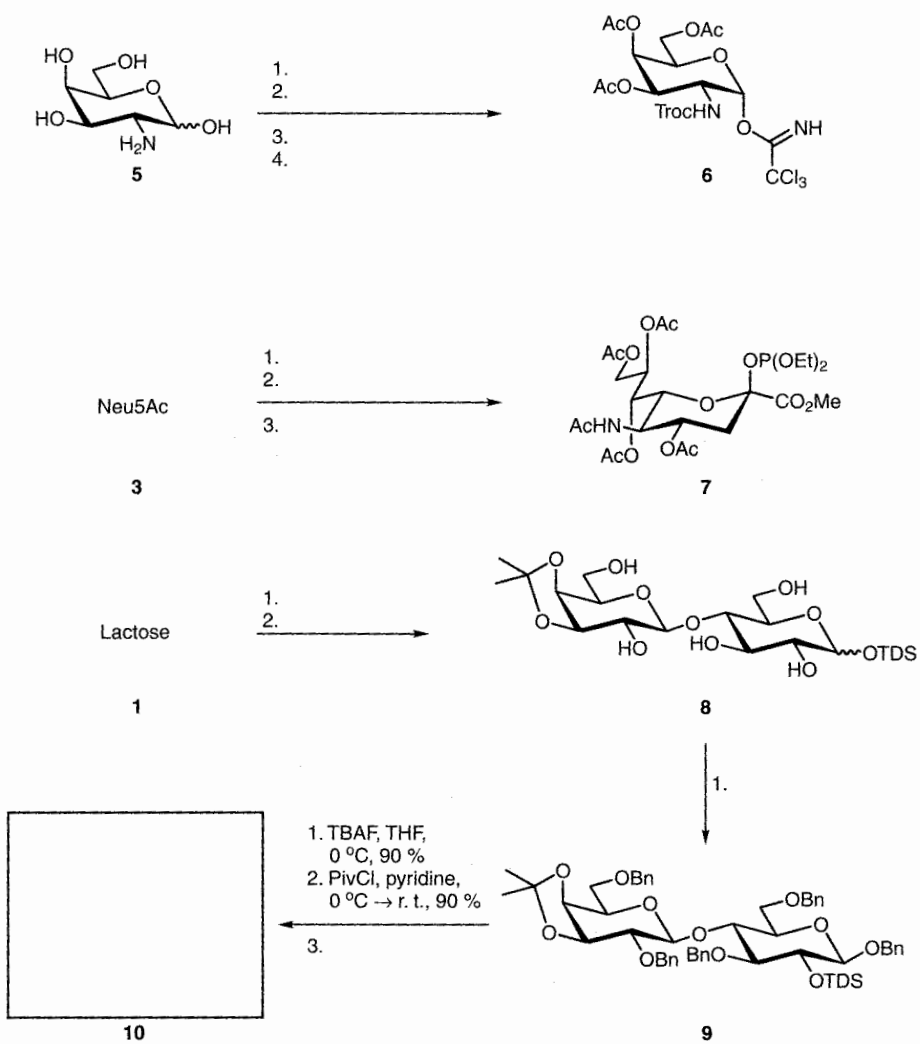 HO
OH
O
HO
H₂N
OH
5
1.
2.
3.
4.
AcO
OAc
O
AcO
TrocHN
O
NH
CCl₃
6
Neu5Ac
3
1.
2.
3.
OAc
AcO
OP(OEt)₂
O
CO₂Me
AcHN
AcO
OAc
7
Lactose
1
1.
2.
O
OH
O
O
HO
O
OH
O
HO
HO
OTDS
8
1.
1. TBAF, THF,
0 °C, 90 %
2. PivCl, pyridine,
0 °C → r. t., 90 %
3.
10
O
OBn
O
O
OBn
O
OBn
O
BnO
OBn
OTDS
9